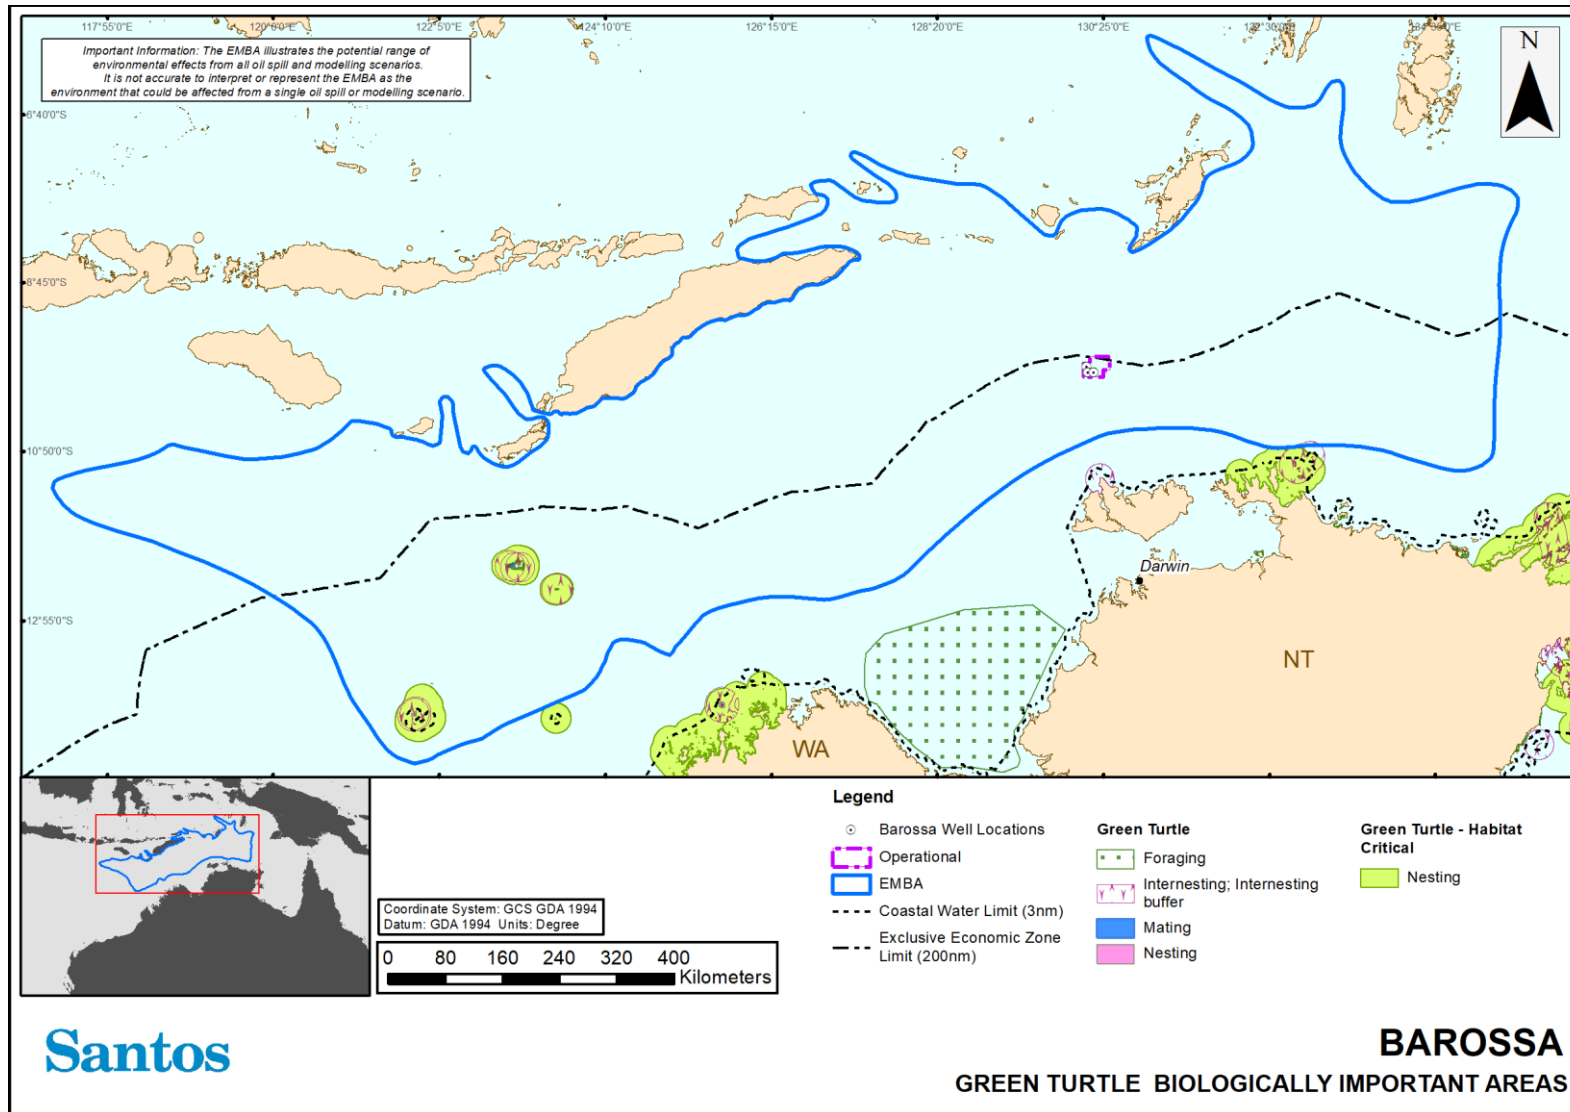 117°55'0"E
120°0'0"E
122°5'0"E
124°10'0"E
126°15'0"E
128°20'0"E
130°25'0"E
Important Information: The EMBA illustrates the potential range of
environmental effects from all oil spill and modelling scenarios.
It is not accurate to interpret or represent the EMBA as the
environment that could be affected from a single oil spill or modelling scenario.
N
6°40'0"S
8°45'0"S
10°50'0"S
12°55'0"S
Darwin
NT
WA
Legend
Barossa Well Locations
Operational
EMBA
Coastal Water Limit (3nm)
Exclusive Economic Zone
Limit (200nm)
Green Turtle
Foraging
Internesting; Internesting
buffer
Mating
Nesting
Green Turtle - Habitat
Critical
Nesting
Coordinate System: GCS GDA 1994
Datum: GDA 1994 Units: Degree
0 80 160 240 320 400
Kilometers
Santos
BAROSSA
GREEN TURTLE BIOLOGICALLY IMPORTANT AREAS